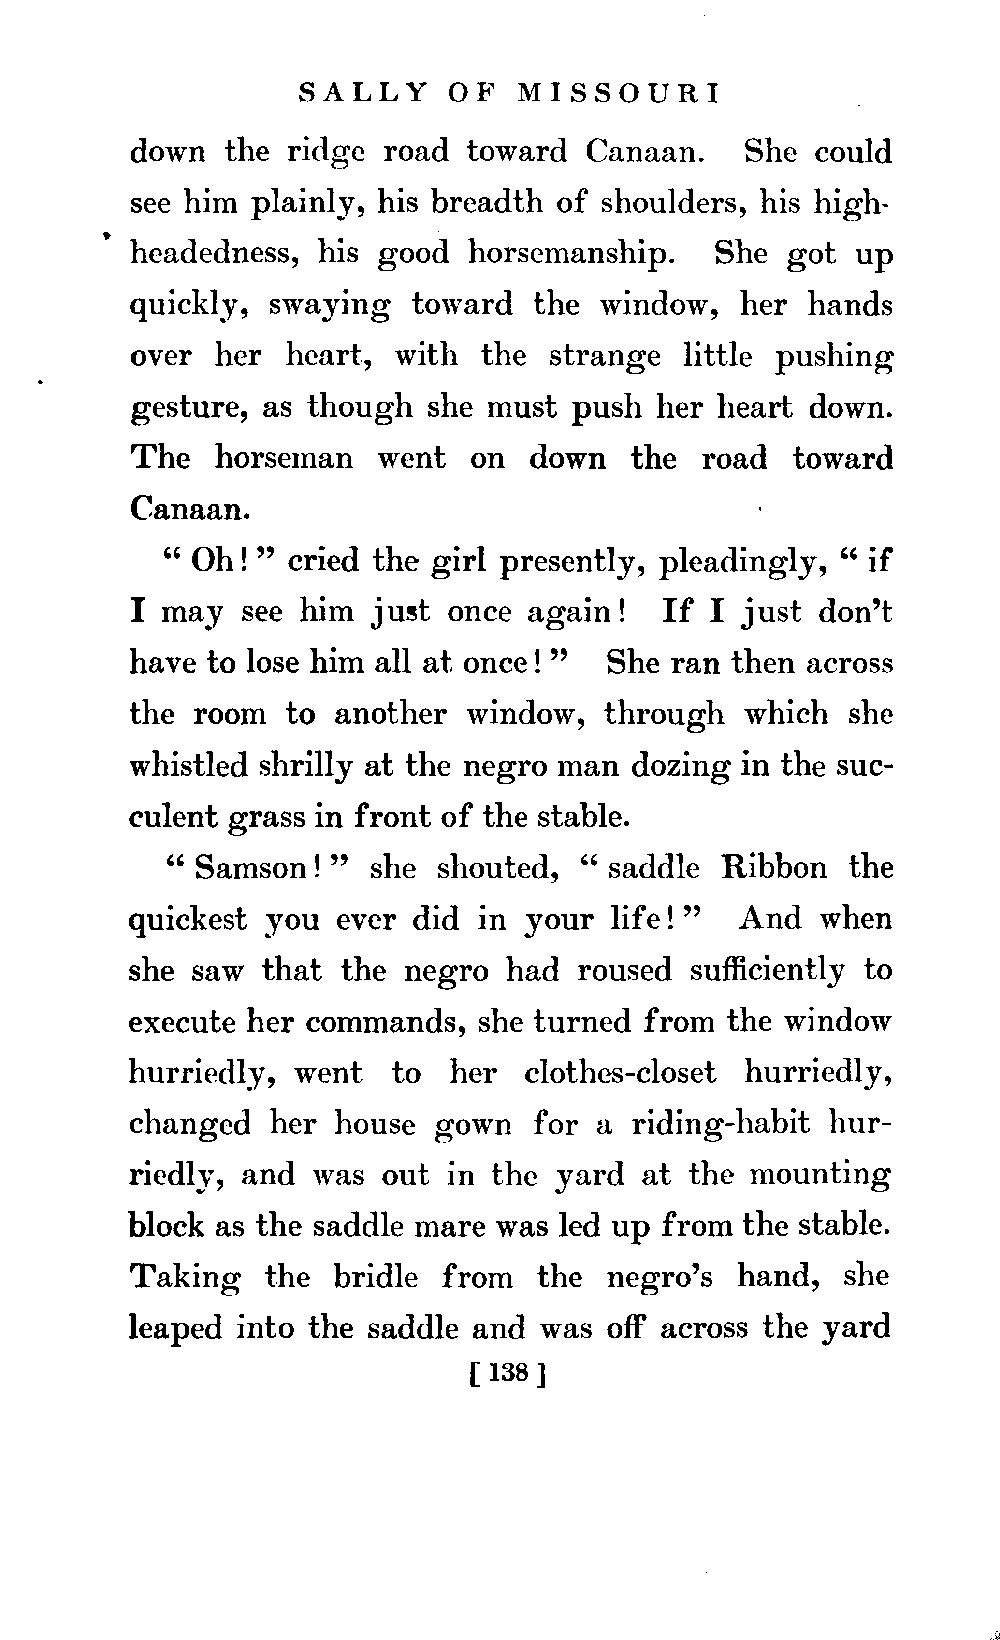 SALLY OF MISSOURI
down the ridge road toward Canaan. She could
see him plainly, his breadth of shoulders, his high-
headedness, his good horsemanship. She got up
quickly, swaying toward the window, her hands
over her heart, with the strange little pushing
gesture, as though she must push her heart down.
The horseman went on down the road toward
Canaan.
“ Oh! ” cried the girl presently, pleadingly, “ if
I may see him just once again! If I just don’t
have to lose him all at once! ” She ran then across
the room to another window, through which she
whistled shrilly at the negro man dozing in the suc-
culent grass in front of the stable.
“ Samson! ” she shouted, “ saddle Ribbon the
quickest you ever did in your life! ” And when
she saw that the negro had roused sufficiently to
execute her commands, she turned from the window
hurriedly, went to her clothes-closet hurriedly,
changed her house gown for a riding-habit hur-
riedly, and was out in the yard at the mounting
block as the saddle mare was led up from the stable.
Taking the bridle from the negro’s hand, she
leaped into the saddle and was off across the yard
[ 138 ]